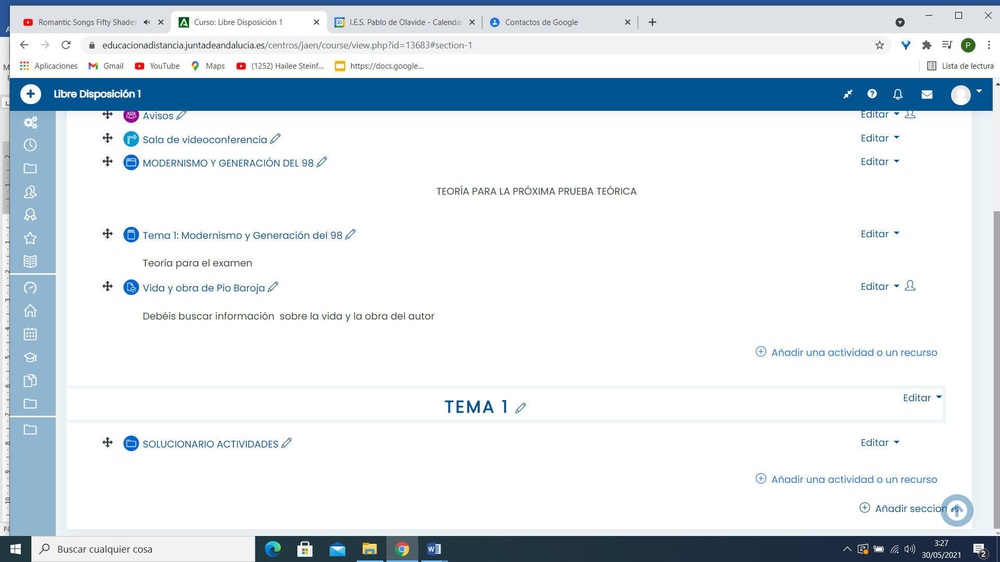 Romantic Songs Fifty Shades
Curso: Libre Disposición 1
I.E.S. Pablo de Olavide - Calendar
Contactos de Google
educacionadistancia.juntadeandalucia.es/centros/jaen/course/view.php?id=13683#section-1
P
Aplicaciones
Gmail
YouTube
Maps
(1252) Hailee Steinf...
https://docs.google...
Lista de lectura
Libre Disposición 1
Avisos
Editar
Sala de videoconferencia
Editar
MODERNISMO Y GENERACIÓN DEL 98
Editar
TEORÍA PARA LA PRÓXIMA PRUEBA TEÓRICA
Tema 1: Modernismo y Generación del 98
Editar
Teoría para el examen
Vida y obra de Pío Baroja
Editar
Debéis buscar información  sobre la vida y la obra del autor
Añadir una actividad o un recurso
TEMA 1
Editar
SOLUCIONARIO ACTIVIDADES
Editar
Añadir una actividad o un recurso
Añadir secciones
Buscar cualquier cosa
3:27
30/05/2021
2